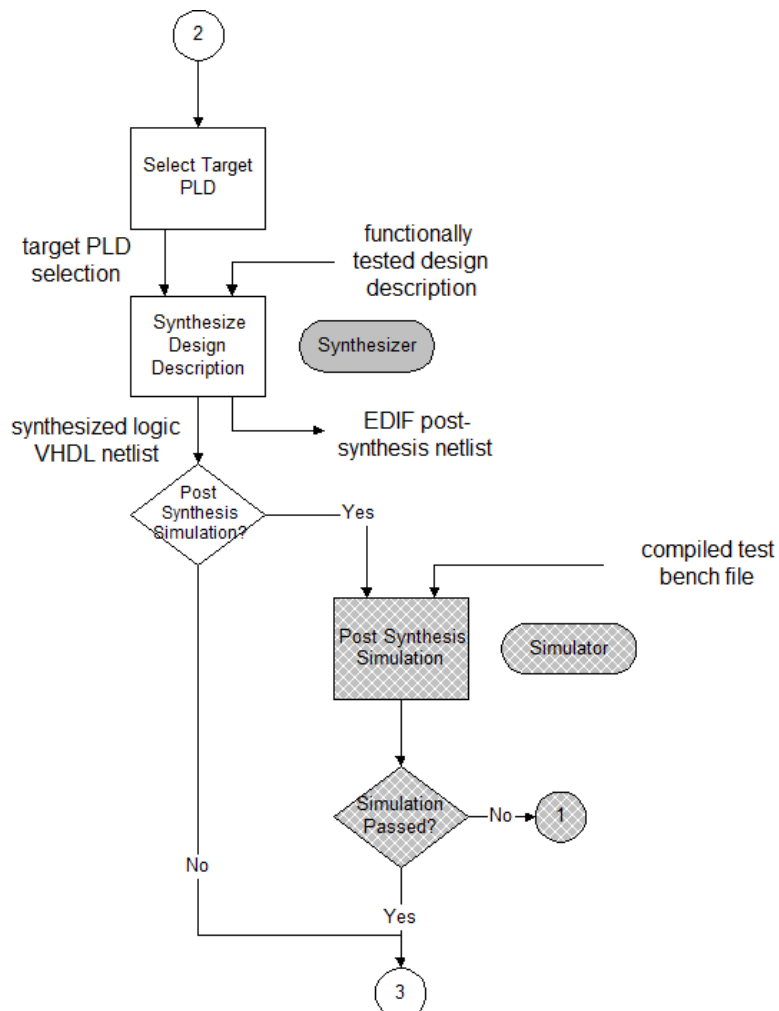 2
Select Target
PLD
target PLD
selection
functionally
tested design
description
Synthesize
Design
Description
Synthesizer
synthesized logic
VHDL netlist
EDIF post-
synthesis netlist
Post
Synthesis
Simulation?
Yes
compiled test
bench file
Post Synthesis
Simulation
Simulator
Simulation
Passed?
No
1
No
Yes
3